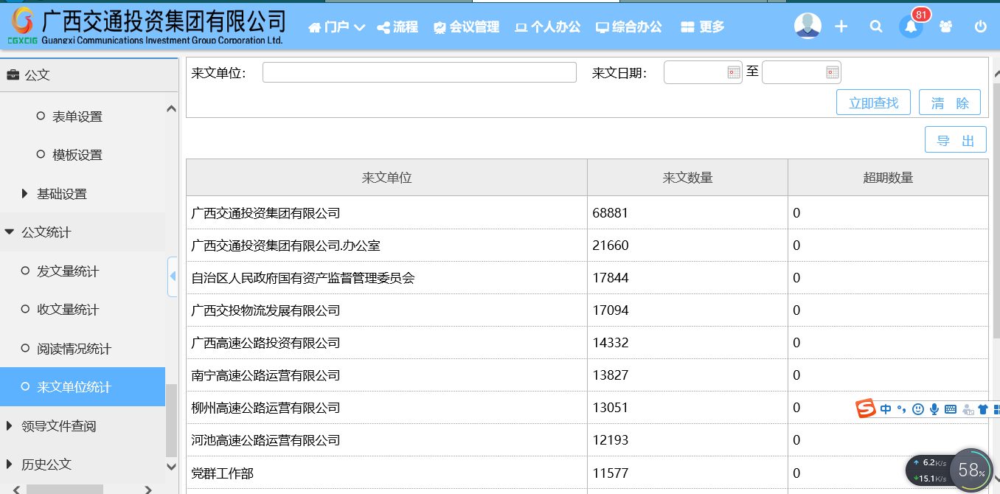 广西交通投资集团有限公司
CGXCIG Guangxi Communications Investment Group Corporation Ltd.
门户 流程 会议管理 个人办公 综合办公 更多 81
公文
表单设置
模板设置
基础设置
公文统计
发文量统计
收文量统计
阅读情况统计
来文单位统计
领导文件查阅
历史公文
来文单位： 来文日期： 至
立即查找 清 除
导 出
来文单位 来文数量 超期数量
广西交通投资集团有限公司 68881 0
广西交通投资集团有限公司.办公室 21660 0
自治区人民政府国有资产监督管理委员会 17844 0
广西交投物流发展有限公司 17094 0
广西高速公路投资有限公司 14332 0
南宁高速公路运营有限公司 13827 0
柳州高速公路运营有限公司 13051 0
河池高速公路运营有限公司 12193 0
党群工作部 11577 0
S 中
6.2K/s
15.1K/s
58%